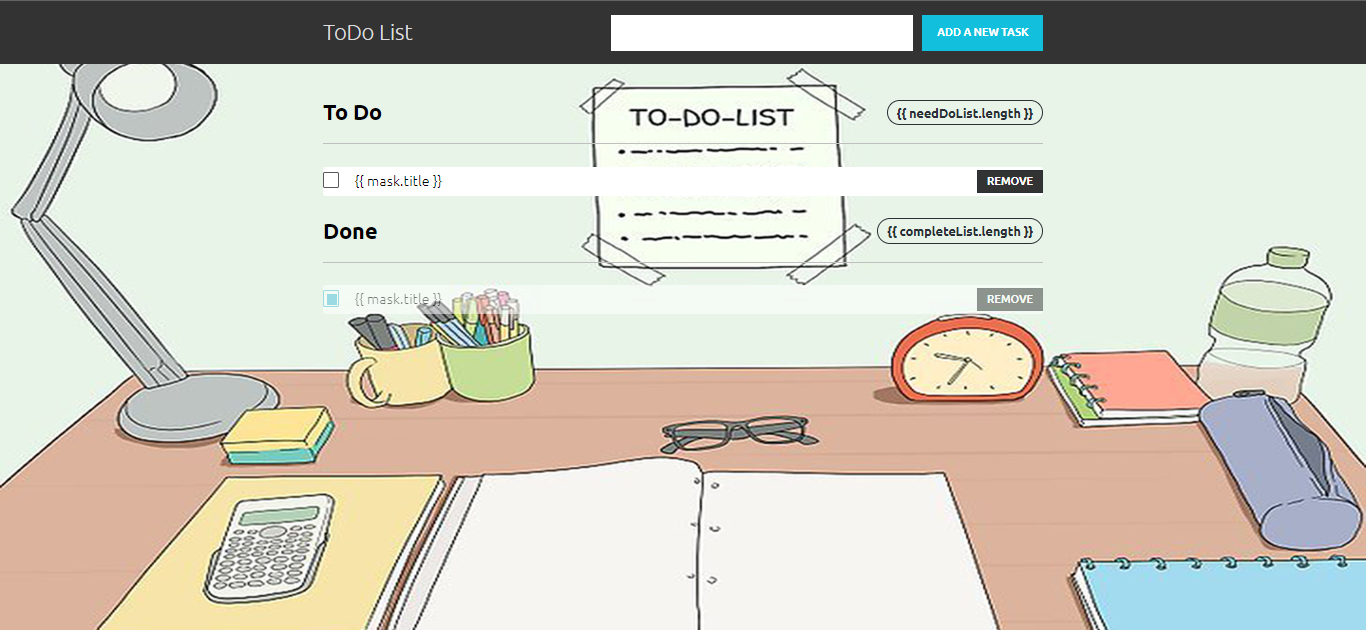 ToDo List
ADD A NEW TASK
TO-DO-LIST
To Do
{{ needDoList.length }}
{{ mask.title }}
REMOVE
Done
{{ completeList.length }}
{{ mask.title }}
REMOVE